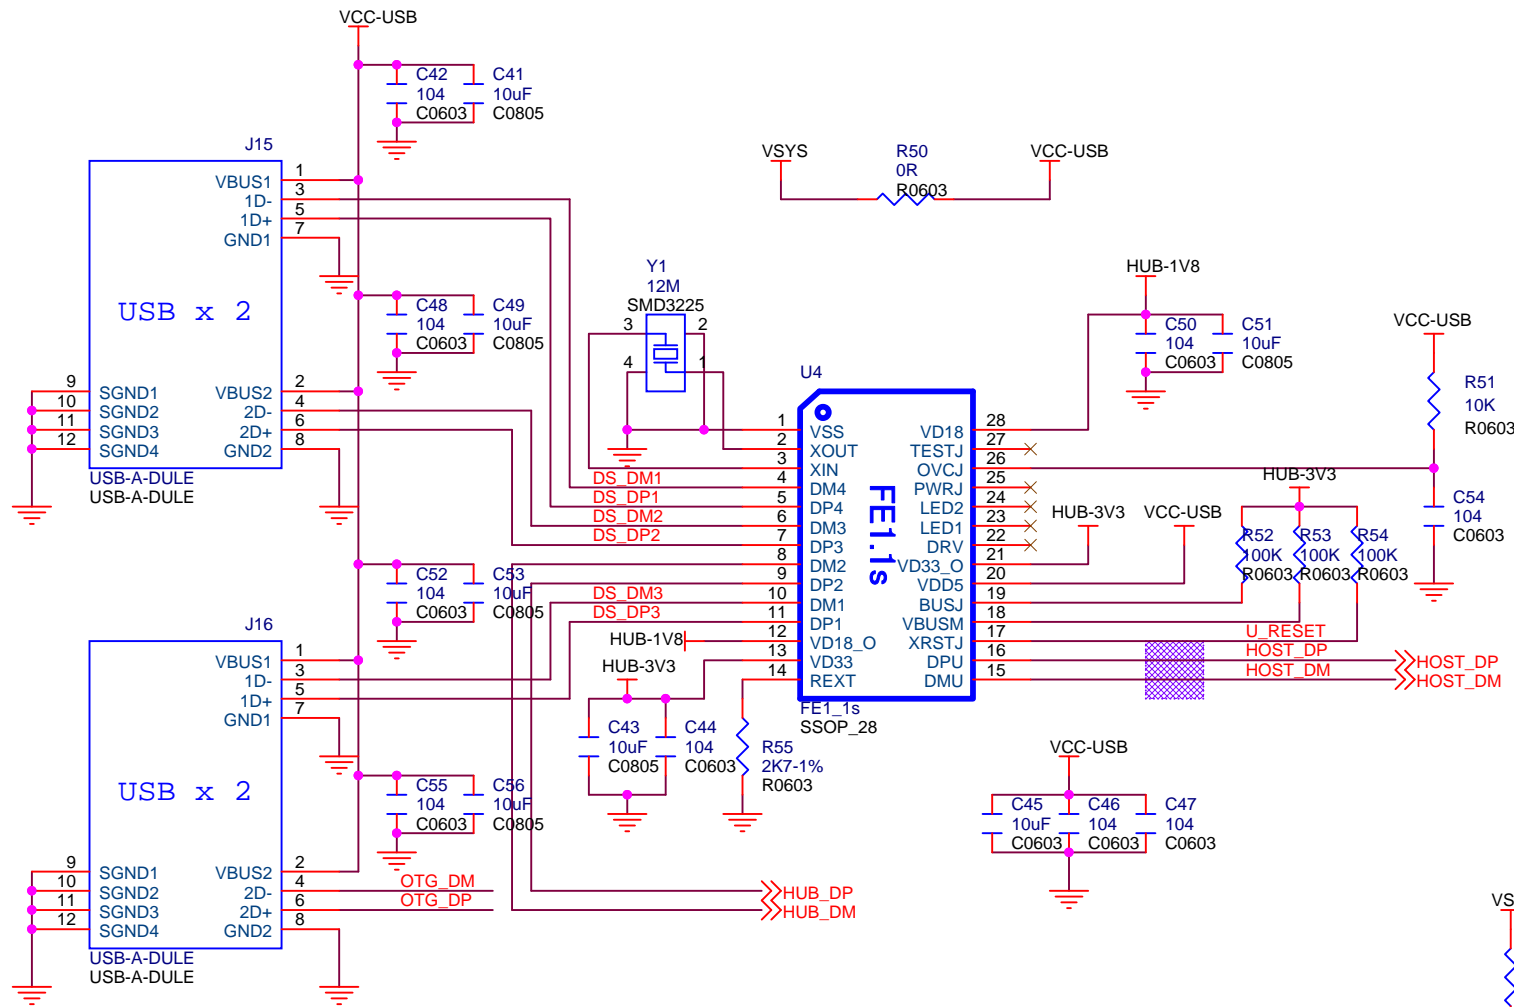 VCC-USB
C42
104
C0603
C41
10uF
C0805
J15
VBUS1 1
1D- 3
1D+ 5
GND1 7
USB x 2
9 SGND1
10 SGND2
11 SGND3
12 SGND4
VBUS2 2
2D- 4
2D+ 6
GND2 8
USB-A-DULE
USB-A-DULE
C48
104
C0603
C49
10uF
C0805
VSYS
R50
0R
R0603
VCC-USB
Y1
12M
SMD3225
3
2
4
1
HUB-1V8
C50
104
C0603
C51
10uF
C0805
VCC-USB
R51
10K
R0603
C54
104
C0603
U4
1 VSS
2 XOUT
3 XIN
4 DM4
5 DP4
6 DM3
7 DP3
8 DM2
9 DP2
10 DM1
11 DP1
12 VD18_O
13 VD33
14 REXT
VD18 28
TESTJ 27
OVCJ 26
PWRJ 25
LED2 24
LED1 23
DRV 22
VD33_O 21
VDD5 20
BUSJ 19
VBUSM 18
XRSTJ 17
DPU 16
DMU 15
FE1.1s
FE1_1s
SSOP_28
DS_DM1
DS_DP1
DS_DM2
DS_DP2
DS_DM3
DS_DP3
HUB-1V8
HUB-3V3
HUB-3V3
VCC-USB
HUB-3V3
R52
100K
R0603
R53
100K
R0603
R54
100K
R0603
U_RESET
HOST_DP
HOST_DM
HOST_DP
HOST_DM
C52
104
C0603
C53
10uF
C0805
J16
VBUS1 1
1D- 3
1D+ 5
GND1 7
USB x 2
9 SGND1
10 SGND2
11 SGND3
12 SGND4
VBUS2 2
2D- 4
2D+ 6
GND2 8
USB-A-DULE
USB-A-DULE
C43
10uF
C0805
C44
104
C0603
R55
2K7-1%
R0603
C55
104
C0603
C56
10uF
C0805
OTG_DM
OTG_DP
HUB_DP
HUB_DM
VCC-USB
C45
10uF
C0603
C46
104
C0603
C47
104
C0603
VS